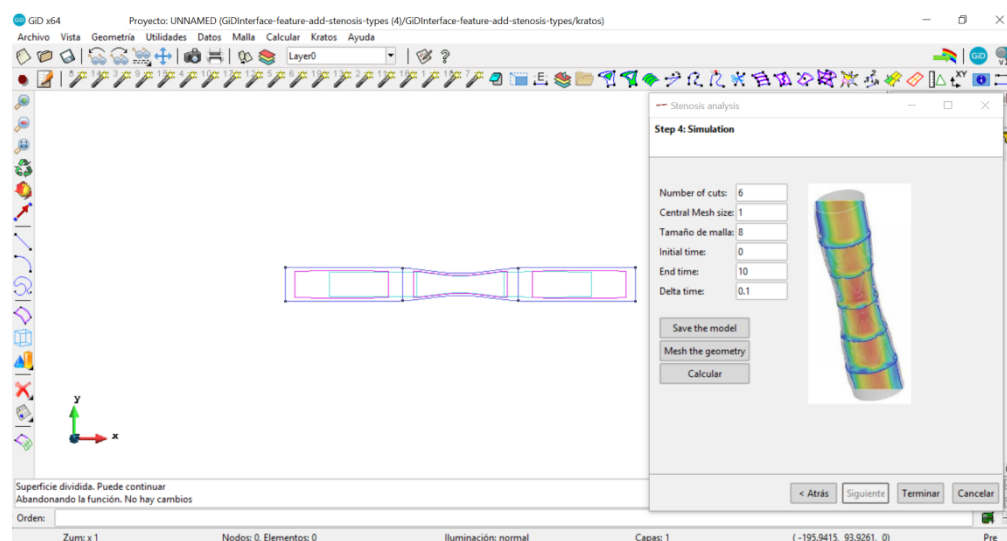 GiD x64 Proyecto: UNNAMED (GiDInterface-feature-add-stenosis-types (4)/GiDInterface-feature-add-stenosis-types/kratos)
Archivo Vista Geometría Utilidades Datos Malla Calcular Kratos Ayuda
Layer0
GiD
Stenosis analysis
Step 4: Simulation
Number of cuts: 6
Central Mesh size: 1
Tamaño de malla: 8
Initial time: 0
End time: 10
Delta time: 0.1
Save the model
Mesh the geometry
Calcular
y
x
Superficie dividida. Puede continuar
Abandonando la función. No hay cambios
< Atrás Siguiente Terminar Cancelar
Orden:
Zum: x 1 Nodos: 0, Elementos: 0 Iluminación: normal Capas: 1 ( -195.9415, 93.9261, 0) Pre